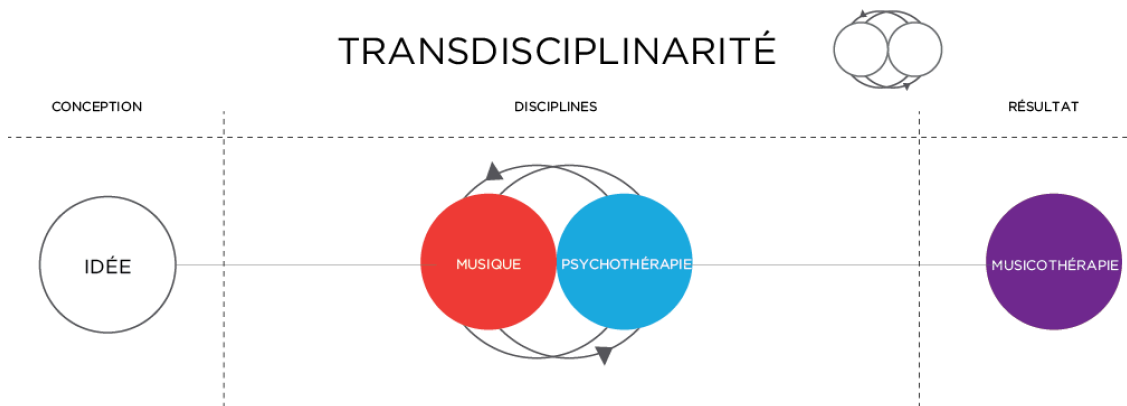 TRANSDISCIPLINARITÉ
CONCEPTION
DISCIPLINES
RÉSULTAT
IDÉE
MUSIQUE
PSYCHOTHÉRAPIE
MUSICOTHÉRAPIE